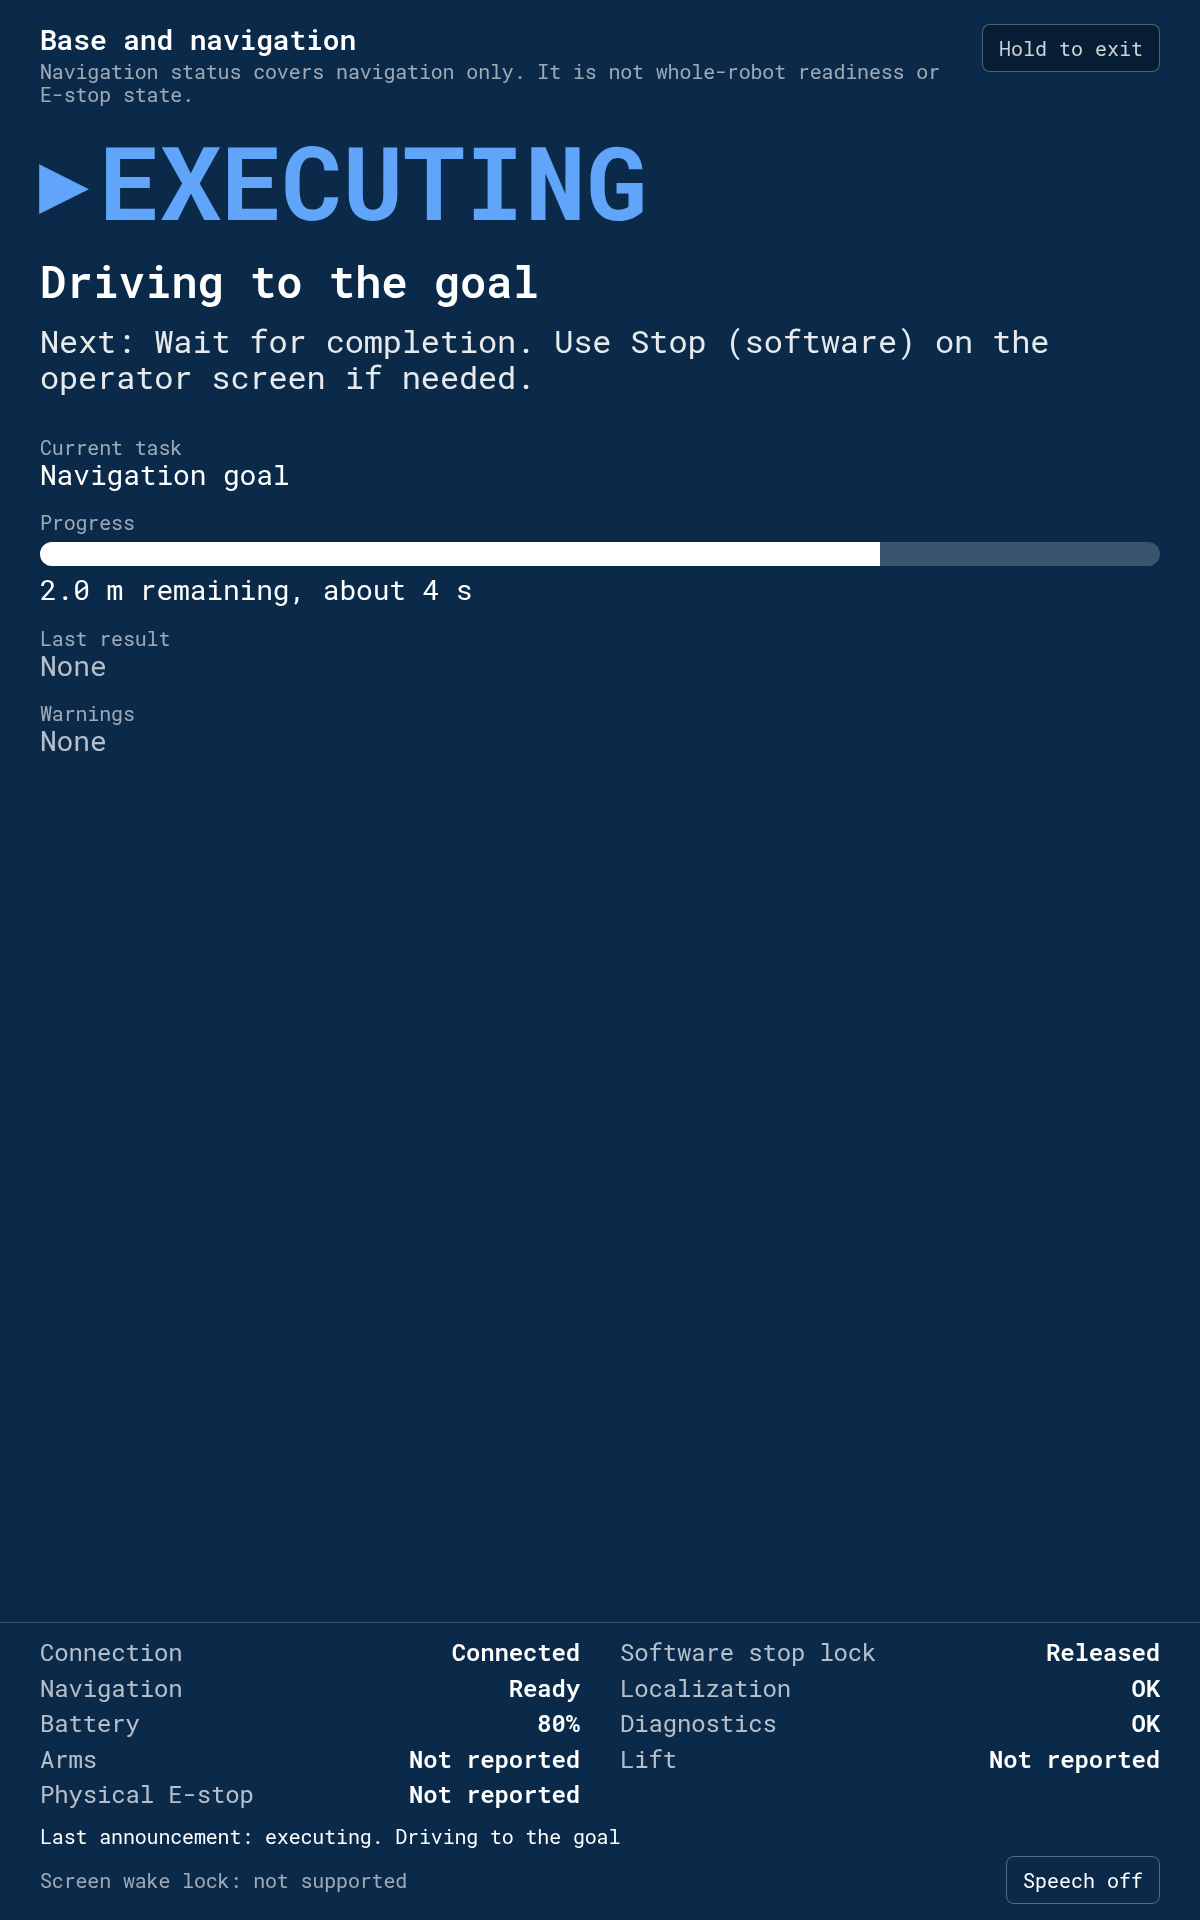 Base and navigation
Hold to exit
Navigation status covers navigation only. It is not whole-robot readiness or
E-stop state.
▶EXECUTING
Driving to the goal
Next: Wait for completion. Use Stop (software) on the
operator screen if needed.
Current task
Navigation goal
Progress
2.0 m remaining, about 4 s
Last result
None
Warnings
None
Connection Connected
Software stop lock Released
Navigation Ready
Localization OK
Battery 80%
Diagnostics OK
Arms Not reported
Lift Not reported
Physical E-stop Not reported
Last announcement: executing. Driving to the goal
Screen wake lock: not supported
Speech off